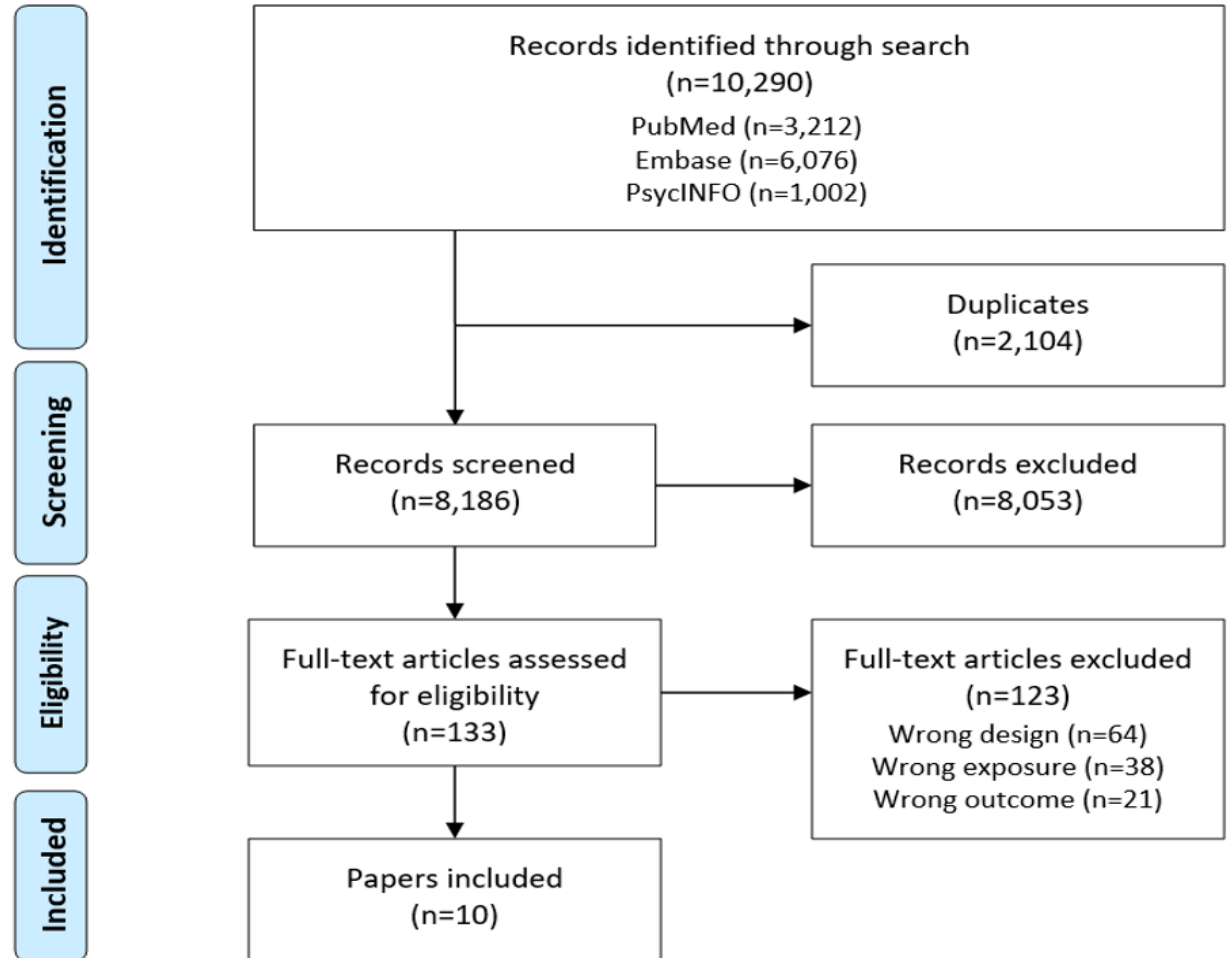 Identification
Records identified through search
(n=10,290)
PubMed (n=3,212)
Embase (n=6,076)
PsycINFO (n=1,002)
Duplicates
(n=2,104)
Screening
Records screened
(n=8,186)
Records excluded
(n=8,053)
Eligibility
Full-text articles assessed
for eligibility
(n=133)
Full-text articles excluded
(n=123)
Wrong design (n=64)
Wrong exposure (n=38)
Wrong outcome (n=21)
Included
Papers included
(n=10)